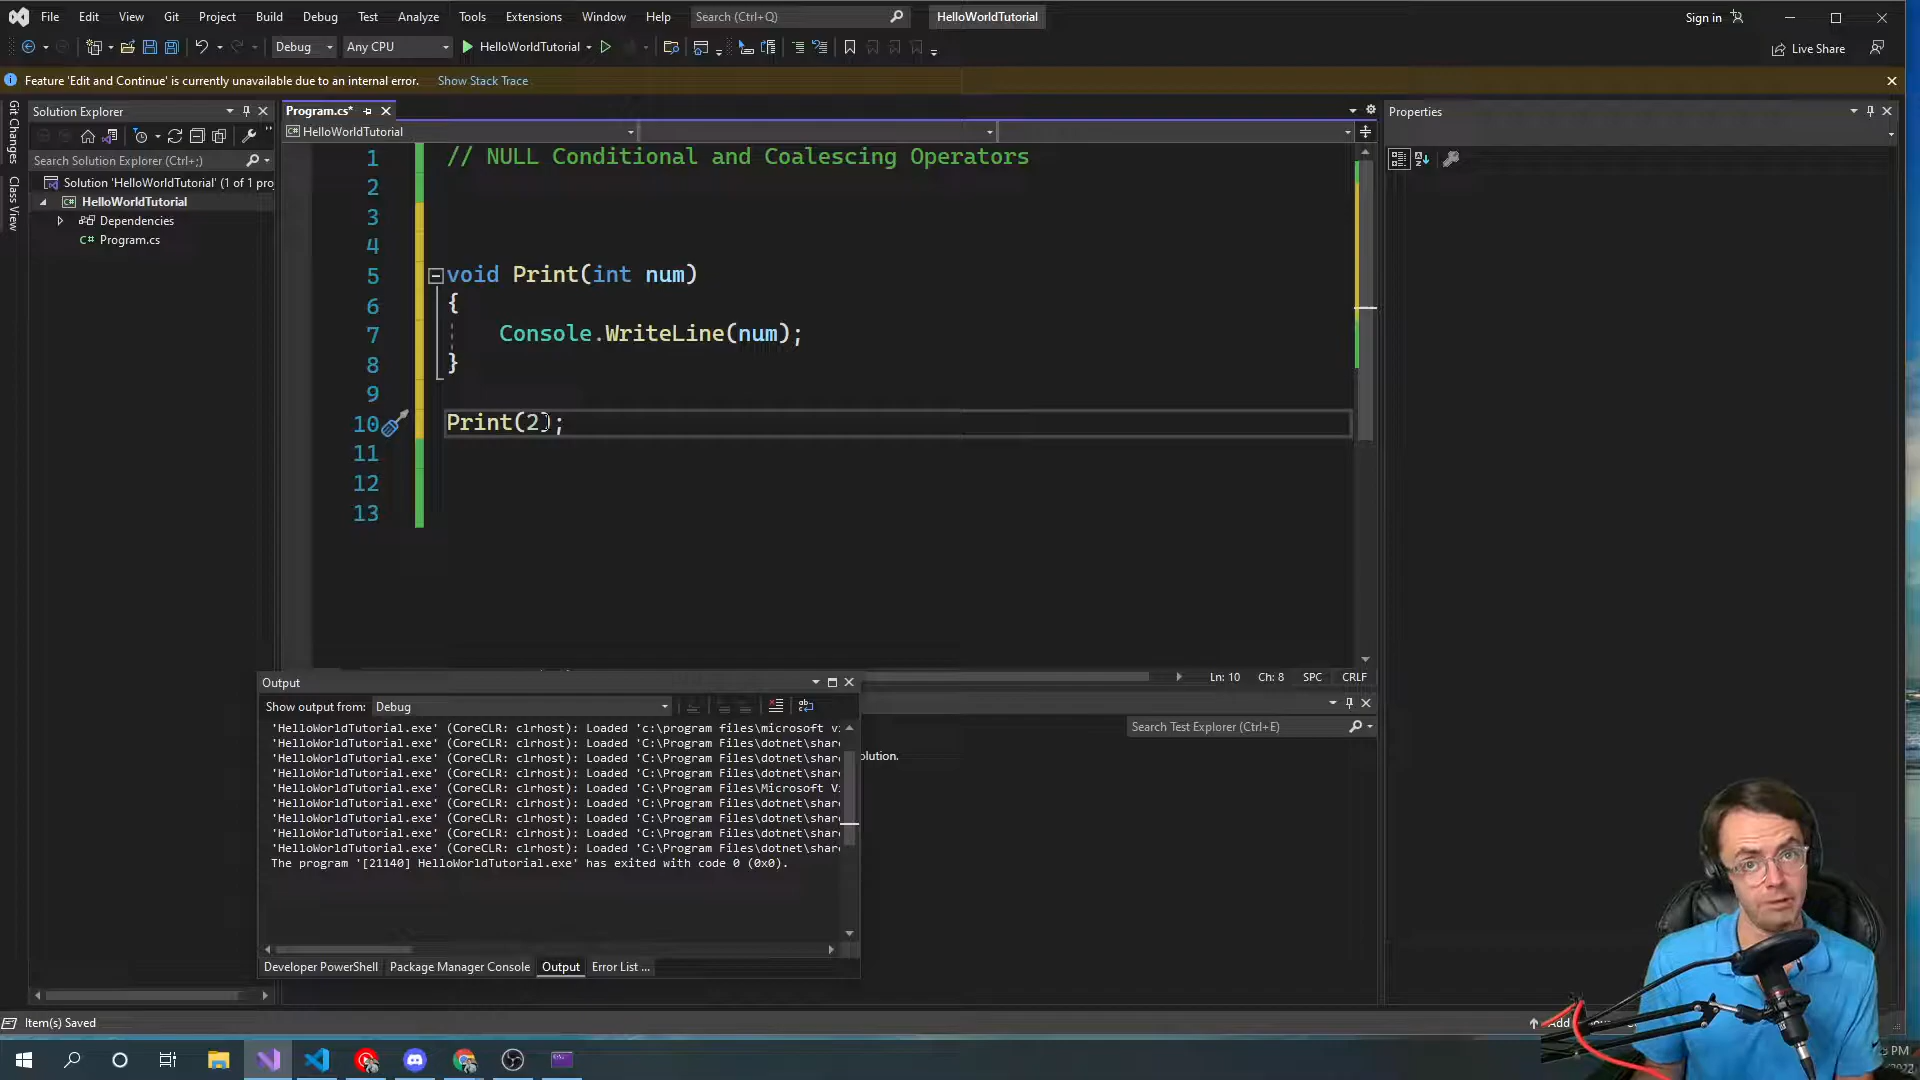 File Edit View Git Project Build Debug Test Analyze Tools Extensions Window Help Search (Ctrl+Q) HelloWorldTutorial Sign in
Debug Any CPU HelloWorldTutorial Live Share
Feature 'Edit and Continue' is currently unavailable due to an internal error. Show Stack Trace
Git Changes
Class View
Solution Explorer
Search Solution Explorer (Ctrl+;)
Solution 'HelloWorldTutorial' (1 of 1 pro
HelloWorldTutorial
Dependencies
C# Program.cs
Program.cs*
HelloWorldTutorial
1 // NULL Conditional and Coalescing Operators
2
3
4
5 void Print(int num)
6 {
7 Console.WriteLine(num);
8 }
9
10 Print(2);
11
12
13
Ln: 10 Ch: 8 SPC CRLF
Properties
Output
Show output from: Debug
'HelloWorldTutorial.exe' (CoreCLR: clrhost): Loaded 'c:\program files\microsoft v
'HelloWorldTutorial.exe' (CoreCLR: clrhost): Loaded 'C:\Program Files\dotnet\shar
'HelloWorldTutorial.exe' (CoreCLR: clrhost): Loaded 'C:\Program Files\dotnet\shar
'HelloWorldTutorial.exe' (CoreCLR: clrhost): Loaded 'C:\Program Files\dotnet\shar
'HelloWorldTutorial.exe' (CoreCLR: clrhost): Loaded 'C:\Program Files\Microsoft V
'HelloWorldTutorial.exe' (CoreCLR: clrhost): Loaded 'C:\Program Files\dotnet\shar
'HelloWorldTutorial.exe' (CoreCLR: clrhost): Loaded 'C:\Program Files\dotnet\shar
'HelloWorldTutorial.exe' (CoreCLR: clrhost): Loaded 'C:\Program Files\dotnet\shar
'HelloWorldTutorial.exe' (CoreCLR: clrhost): Loaded 'C:\Program Files\dotnet\shar
The program '[21140] HelloWorldTutorial.exe' has exited with code 0 (0x0).
Developer PowerShell Package Manager Console Output Error List ...
Search Test Explorer (Ctrl+E)
olution.
Item(s) Saved
Add
PM